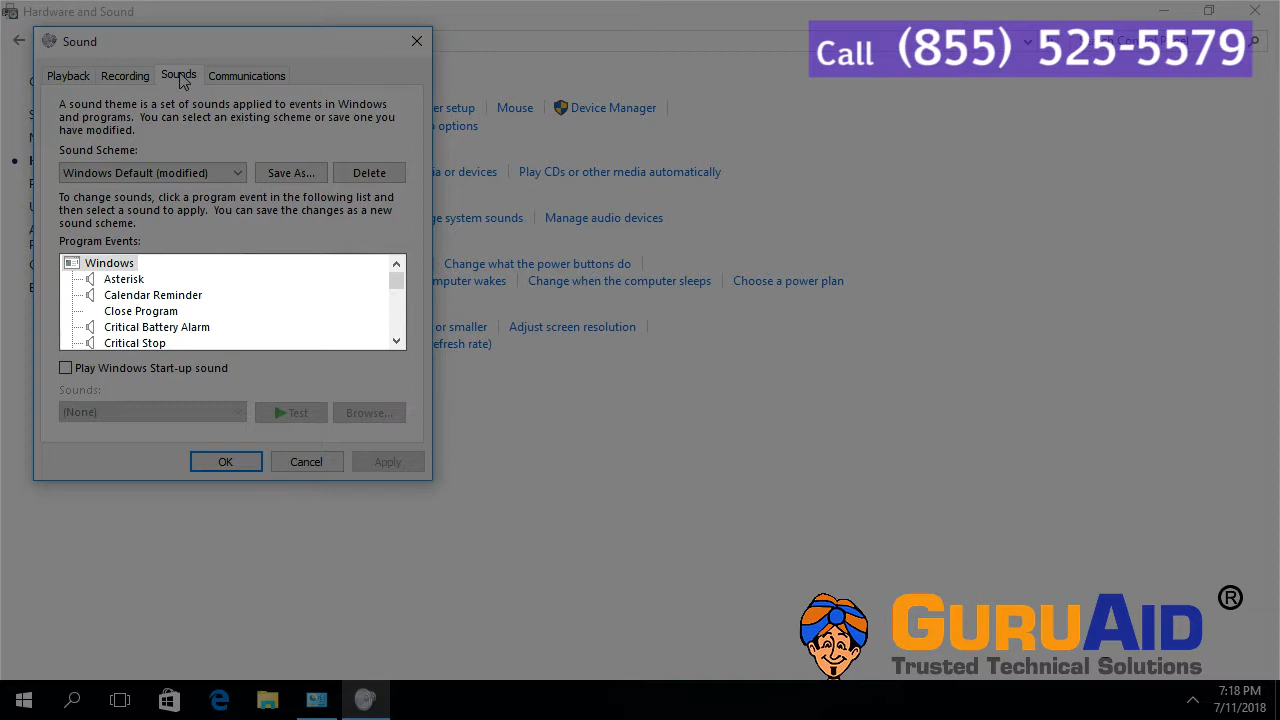 Hardware and Sound
Sound
Call (855) 525-5579
Playback Recording Sounds Communications
A sound theme is a set of sounds applied to events in Windows
and programs. You can select an existing scheme or save one you
have modified.
Sound Scheme:
Windows Default (modified) Save As... Delete
To change sounds, click a program event in the following list and
then select a sound to apply. You can save the changes as a new
sound scheme.
Program Events:
Windows
Asterisk
Calendar Reminder
Close Program
Critical Battery Alarm
Critical Stop
Play Windows Start-up sound
Sounds:
(None) Test Browse...
OK Cancel Apply
setup Mouse Device Manager
options
or devices Play CDs or other media automatically
system sounds Manage audio devices
Change what the power buttons do
wakes Change when the computer sleeps Choose a power plan
or smaller Adjust screen resolution
rate)
GURUAID ®
Trusted Technical Solutions
7:18 PM
7/11/2018